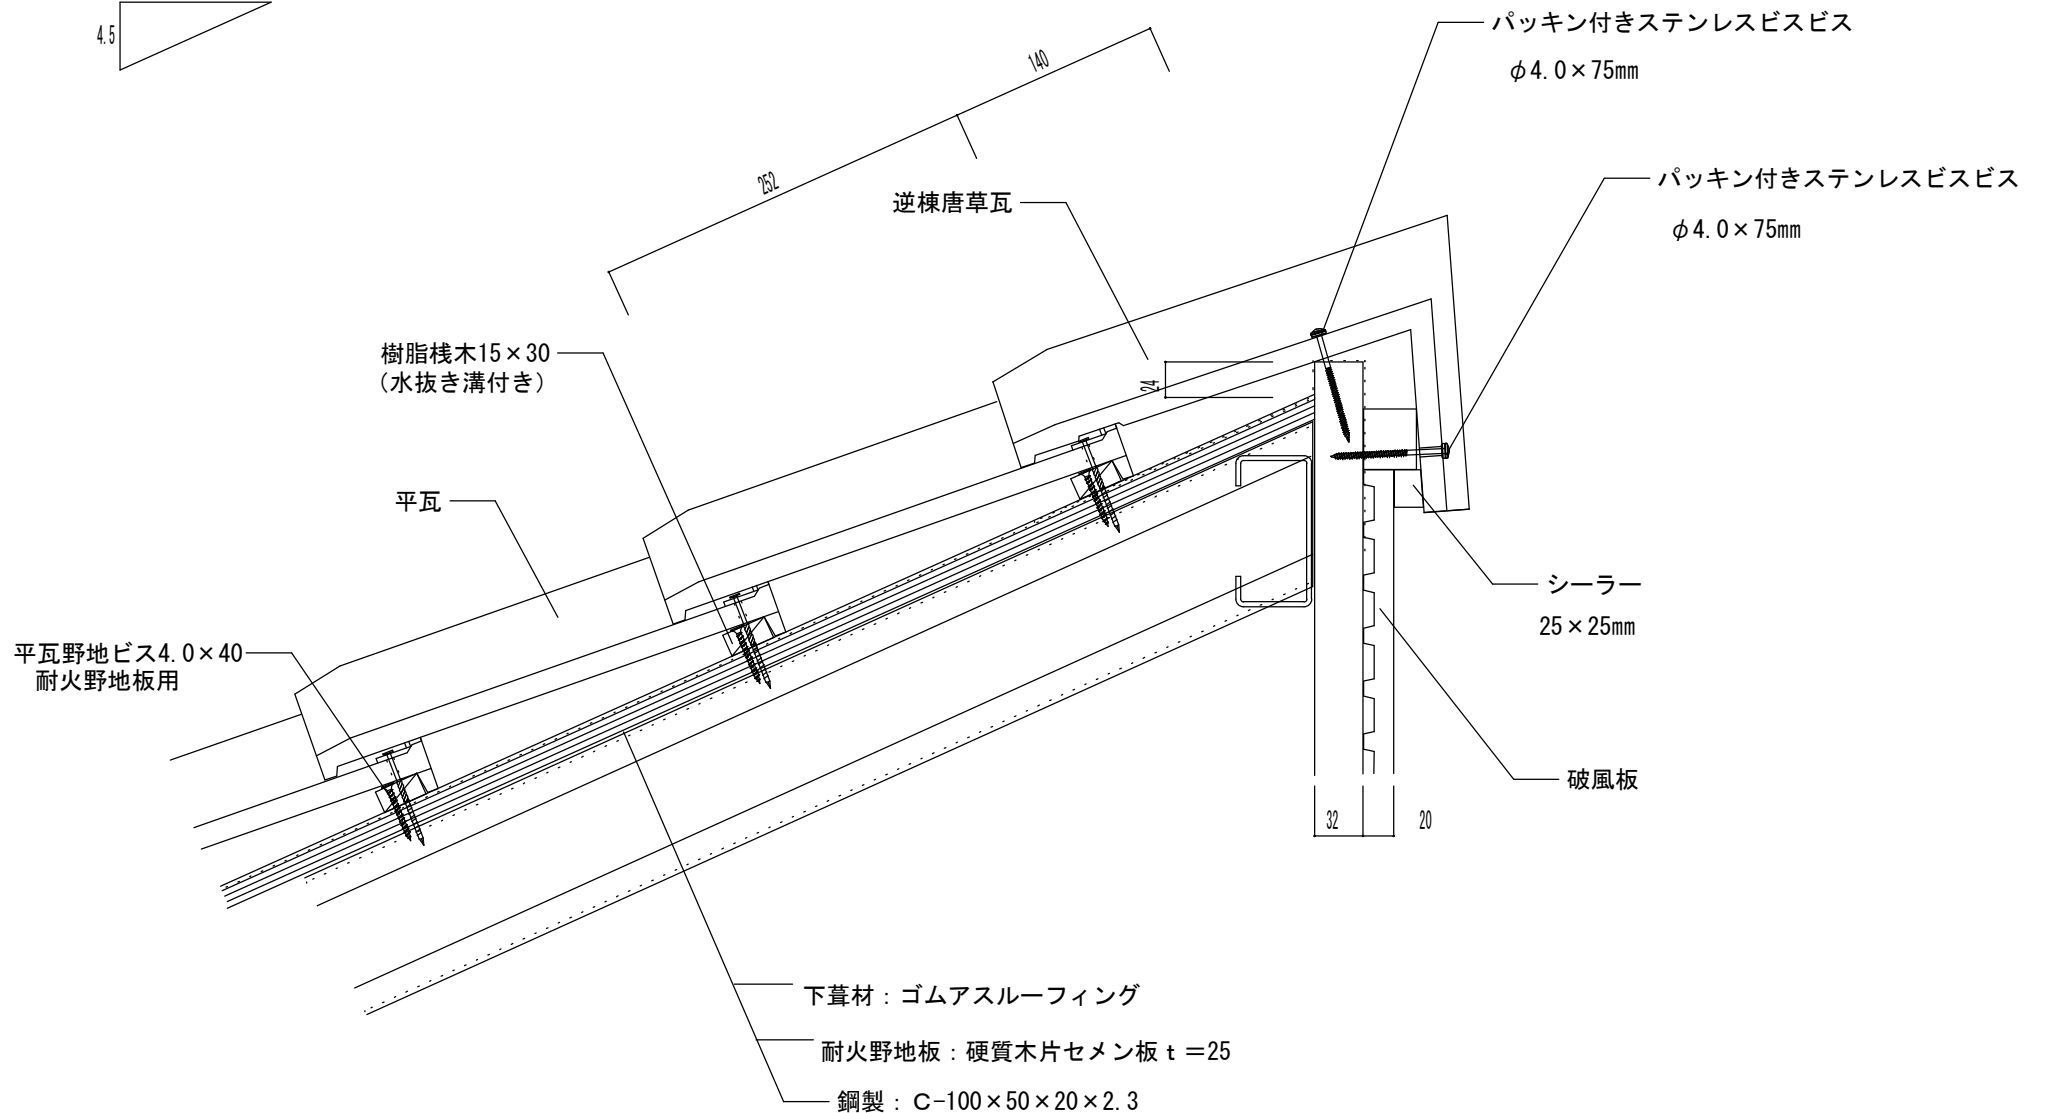 4.5
パッキン付きステンレスビスビス
φ4.0×75mm
140
252
パッキン付きステンレスビスビス
φ4.0×75mm
逆棟唐草瓦
樹脂桟木15×30
（水抜き溝付き）
24
平瓦
シーラー
25×25mm
平瓦野地ビス4.0×40
耐火野地板用
破風板
32
20
下葺材：ゴムアスルーフィング
耐火野地板：硬質木片セメン板ｔ＝25
鋼製：Ｃ-100×50×20×2.3